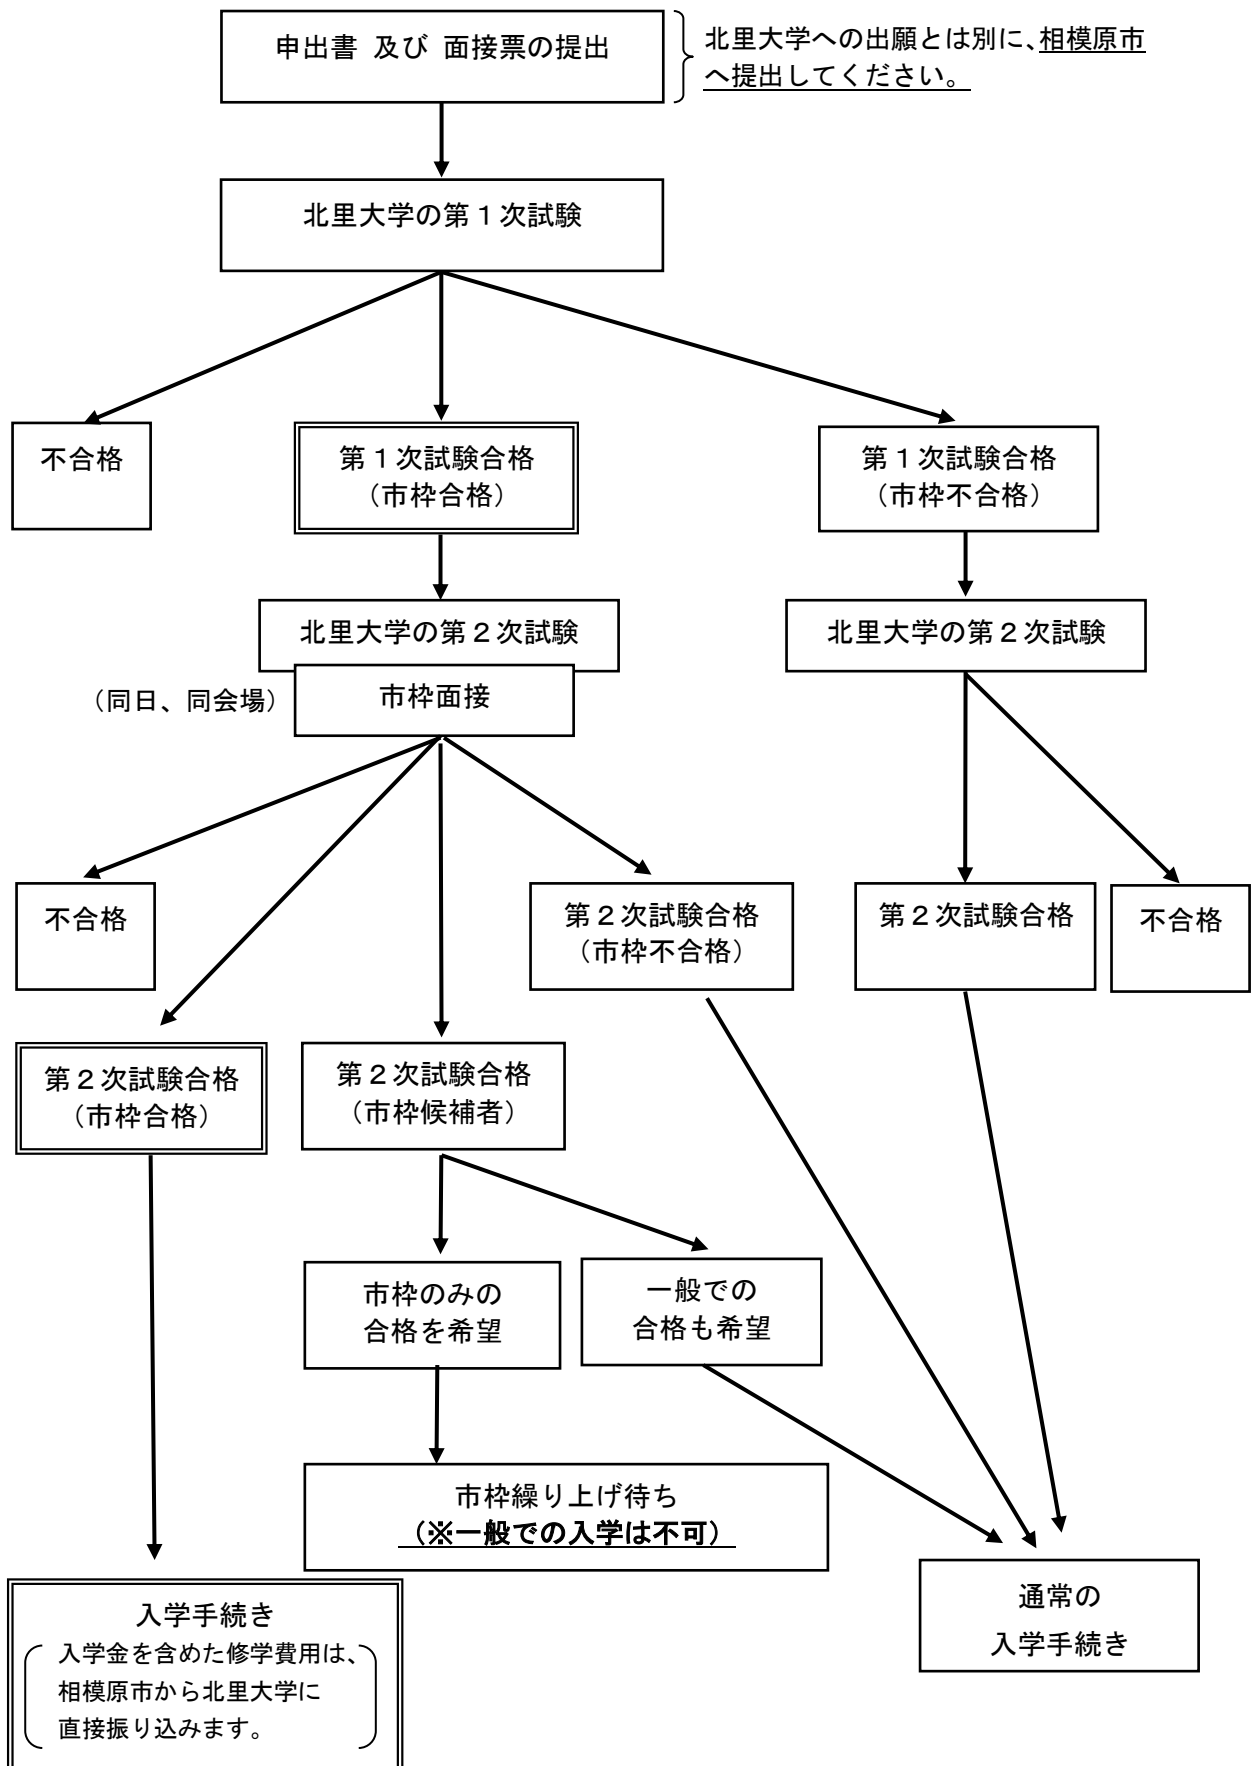 申出書 及び 面接票の提出
北里大学への出願とは別に、相模原市
へ提出してください。
北里大学の第１次試験
不合格
第１次試験合格
（市枠合格）
第１次試験合格
（市枠不合格）
北里大学の第２次試験
北里大学の第２次試験
（同日、同会場）
市枠面接
不合格
第２次試験合格
（市枠不合格）
第２次試験合格
不合格
第２次試験合格
（市枠合格）
第２次試験合格
（市枠候補者）
市枠のみの
合格を希望
一般での
合格も希望
市枠繰り上げ待ち
（※一般での入学は不可）
通常の
入学手続き
入学手続き
入学金を含めた修学費用は、
相模原市から北里大学に
直接振り込みます。